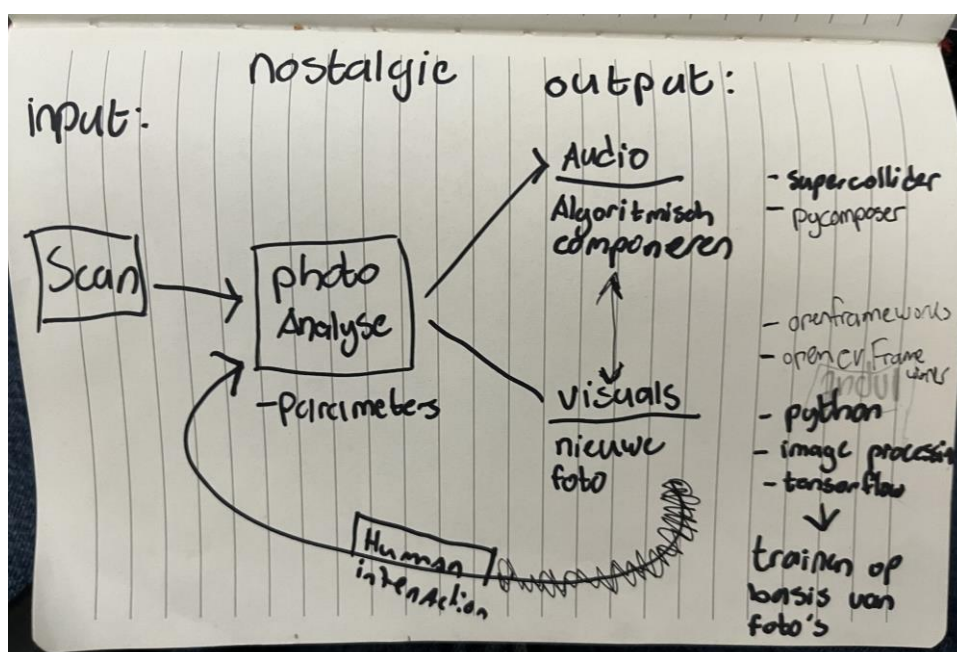 nostalgic
input:
output:
Scan
photo
Analyse
-parameters
Audio
Algoritmisch
componeren
visuals
nieuwe
foto
Human
interaction
- supercollider
- pycomposer
- openframeworks
- opencv Frame
works
- python
- image processin
- tensorflow
trainen op
basis van
foto's